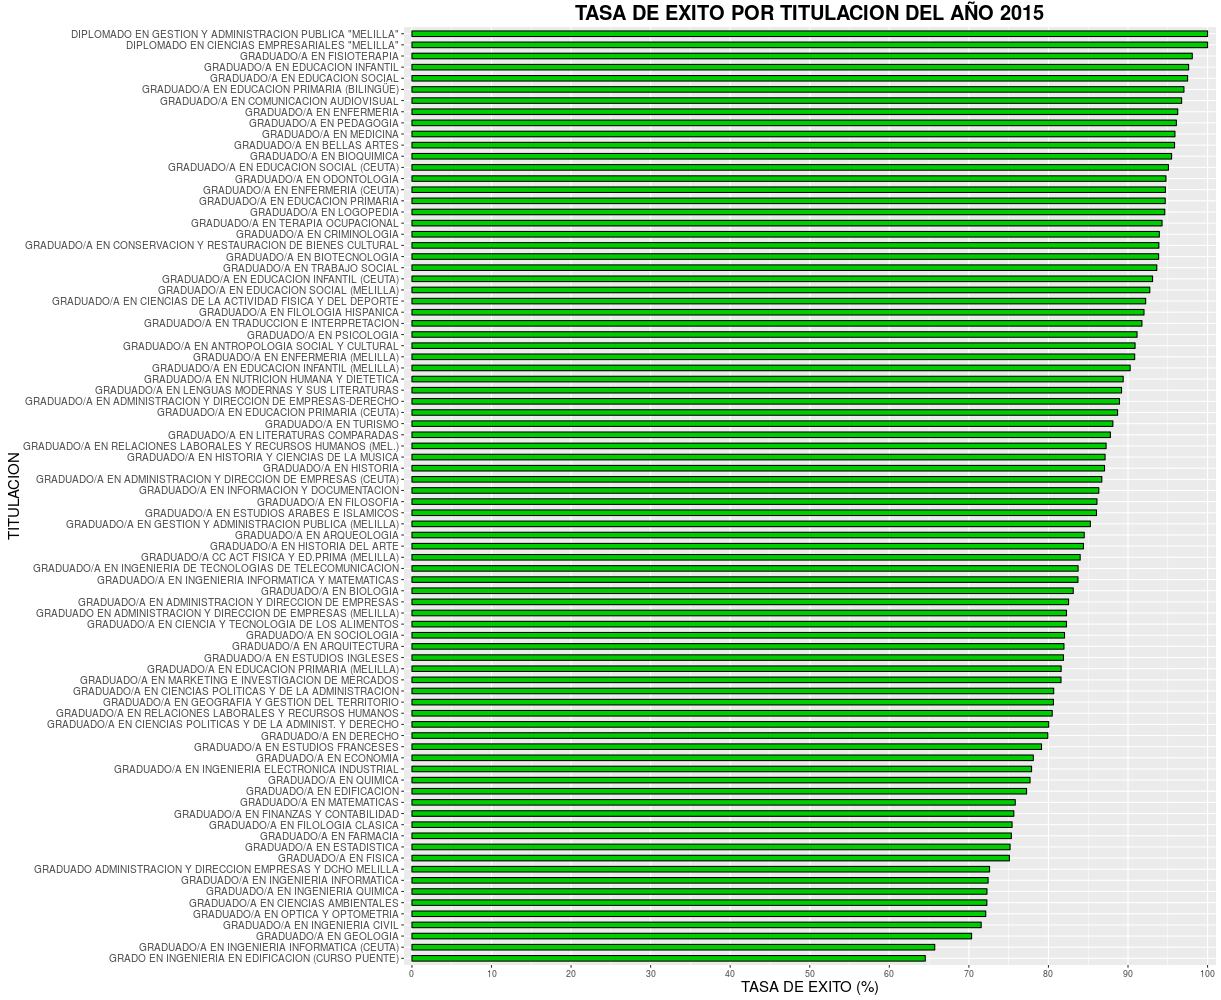 TASA DE EXITO POR TITULACION DEL AÑO 2015
TITULACION
DIPLOMADO EN GESTION Y ADMINISTRACION PUBLICA "MELILLA"
DIPLOMADO EN CIENCIAS EMPRESARIALES "MELILLA"
GRADUADO/A EN FISIOTERAPIA
GRADUADO/A EN EDUCACION INFANTIL
GRADUADO/A EN EDUCACION SOCIAL
GRADUADO/A EN EDUCACION PRIMARIA (BILINGÜE)
GRADUADO/A EN COMUNICACION AUDIOVISUAL
GRADUADO/A EN ENFERMERIA
GRADUADO/A EN PEDAGOGIA
GRADUADO/A EN MEDICINA
GRADUADO/A EN BELLAS ARTES
GRADUADO/A EN BIOQUIMICA
GRADUADO/A EN EDUCACION SOCIAL (CEUTA)
GRADUADO/A EN ODONTOLOGIA
GRADUADO/A EN ENFERMERIA (CEUTA)
GRADUADO/A EN EDUCACION PRIMARIA
GRADUADO/A EN LOGOPEDIA
GRADUADO/A EN TERAPIA OCUPACIONAL
GRADUADO/A EN CRIMINOLOGIA
GRADUADO/A EN CONSERVACION Y RESTAURACION DE BIENES CULTURAL
GRADUADO/A EN BIOTECNOLOGIA
GRADUADO/A EN TRABAJO SOCIAL
GRADUADO/A EN EDUCACION INFANTIL (CEUTA)
GRADUADO/A EN EDUCACION SOCIAL (MELILLA)
GRADUADO/A EN CIENCIAS DE LA ACTIVIDAD FISICA Y DEL DEPORTE
GRADUADO/A EN FILOLOGIA HISPANICA
GRADUADO/A EN TRADUCCION E INTERPRETACION
GRADUADO/A EN PSICOLOGIA
GRADUADO/A EN ANTROPOLOGIA SOCIAL Y CULTURAL
GRADUADO/A EN ENFERMERIA (MELILLA)
GRADUADO/A EN EDUCACION INFANTIL (MELILLA)
GRADUADO/A EN NUTRICION HUMANA Y DIETETICA
GRADUADO/A EN LENGUAS MODERNAS Y SUS LITERATURAS
GRADUADO/A EN ADMINISTRACION Y DIRECCION DE EMPRESAS-DERECHO
GRADUADO/A EN EDUCACION PRIMARIA (CEUTA)
GRADUADO/A EN TURISMO
GRADUADO/A EN LITERATURAS COMPARADAS
GRADUADO/A EN RELACIONES LABORALES Y RECURSOS HUMANOS (MEL.)
GRADUADO/A EN HISTORIA Y CIENCIAS DE LA MUSICA
GRADUADO/A EN HISTORIA
GRADUADO/A EN ADMINISTRACION Y DIRECCION DE EMPRESAS (CEUTA)
GRADUADO/A EN INFORMACION Y DOCUMENTACION
GRADUADO/A EN FILOSOFIA
GRADUADO/A EN ESTUDIOS ARABES E ISLAMICOS
GRADUADO/A EN GESTION Y ADMINISTRACION PUBLICA (MELILLA)
GRADUADO/A EN ARQUEOLOGIA
GRADUADO/A EN HISTORIA DEL ARTE
GRADUADO/A CC ACT FISICA Y ED.PRIMA (MELILLA)
GRADUADO/A EN INGENIERIA DE TECNOLOGIAS DE TELECOMUNICACION
GRADUADO/A EN INGENIERIA INFORMATICA Y MATEMATICAS
GRADUADO/A EN BIOLOGIA
GRADUADO/A EN ADMINISTRACION Y DIRECCION DE EMPRESAS
GRADUADO EN ADMINISTRACION Y DIRECCION DE EMPRESAS (MELILLA)
GRADUADO/A EN CIENCIA Y TECNOLOGIA DE LOS ALIMENTOS
GRADUADO/A EN SOCIOLOGIA
GRADUADO/A EN ARQUITECTURA
GRADUADO/A EN ESTUDIOS INGLESES
GRADUADO/A EN EDUCACION PRIMARIA (MELILLA)
GRADUADO/A EN MARKETING E INVESTIGACION DE MERCADOS
GRADUADO/A EN CIENCIAS POLITICAS Y DE LA ADMINISTRACION
GRADUADO/A EN GEOGRAFIA Y GESTION DEL TERRITORIO
GRADUADO/A EN RELACIONES LABORALES Y RECURSOS HUMANOS
GRADUADO/A EN CIENCIAS POLITICAS Y DE LA ADMINIST. Y DERECHO
GRADUADO/A EN DERECHO
GRADUADO/A EN ESTUDIOS FRANCESES
GRADUADO/A EN ECONOMIA
GRADUADO/A EN INGENIERIA ELECTRONICA INDUSTRIAL
GRADUADO/A EN QUIMICA
GRADUADO/A EN EDIFICACION
GRADUADO/A EN MATEMATICAS
GRADUADO/A EN FINANZAS Y CONTABILIDAD
GRADUADO/A EN FILOLOGIA CLASICA
GRADUADO/A EN FARMACIA
GRADUADO/A EN ESTADISTICA
GRADUADO/A EN FISICA
GRADUADO ADMINISTRACION Y DIRECCION EMPRESAS Y DCHO MELILLA
GRADUADO/A EN INGENIERIA INFORMATICA
GRADUADO/A EN INGENIERIA QUIMICA
GRADUADO/A EN CIENCIAS AMBIENTALES
GRADUADO/A EN OPTICA Y OPTOMETRIA
GRADUADO/A EN INGENIERIA CIVIL
GRADUADO/A EN GEOLOGIA
GRADUADO/A EN INGENIERIA INFORMATICA (CEUTA)
GRADO EN INGENIERIA EN EDIFICACION (CURSO PUENTE)
0 10 20 30 40 50 60 70 80 90 100
TASA DE EXITO (%)